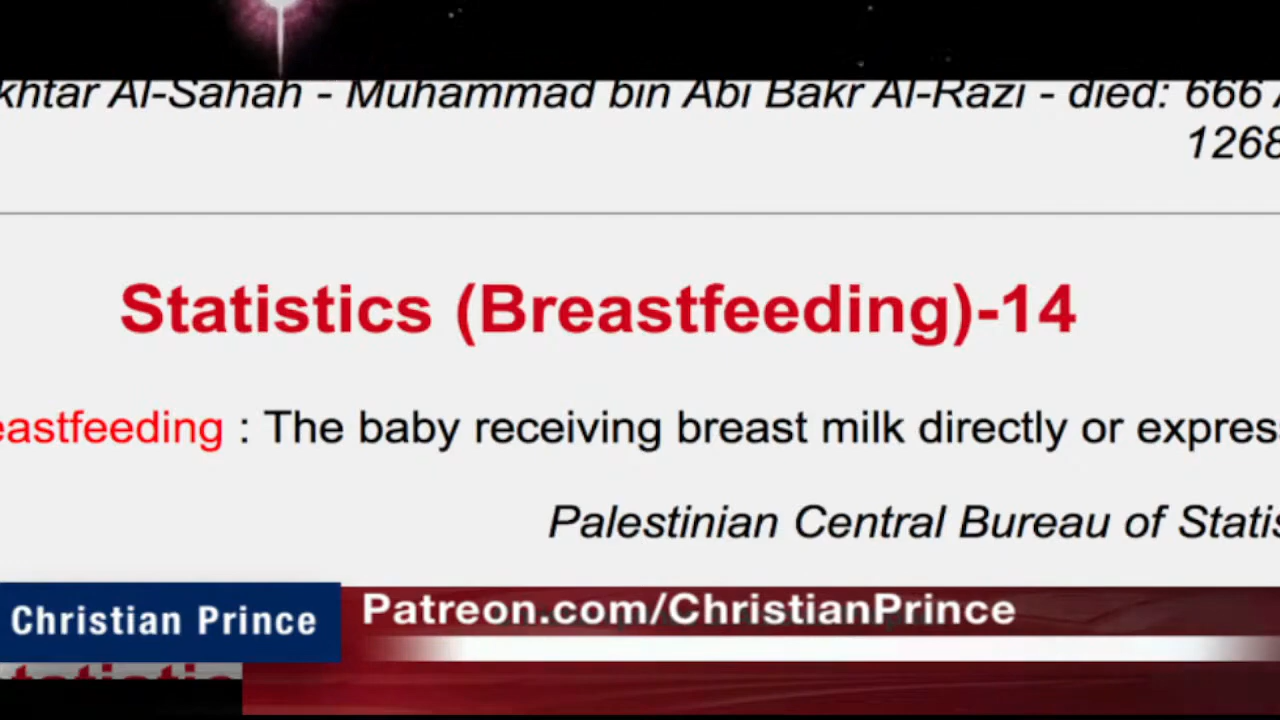 khtar Al-Sahah - Muhammad bin Abi Bakr Al-Razi - died: 666
1268
Statistics (Breastfeeding)-14
eastfeeding : The baby receiving breast milk directly or expres
Palestinian Central Bureau of Statis
Christian Prince
Patreon.com/ChristianPrince